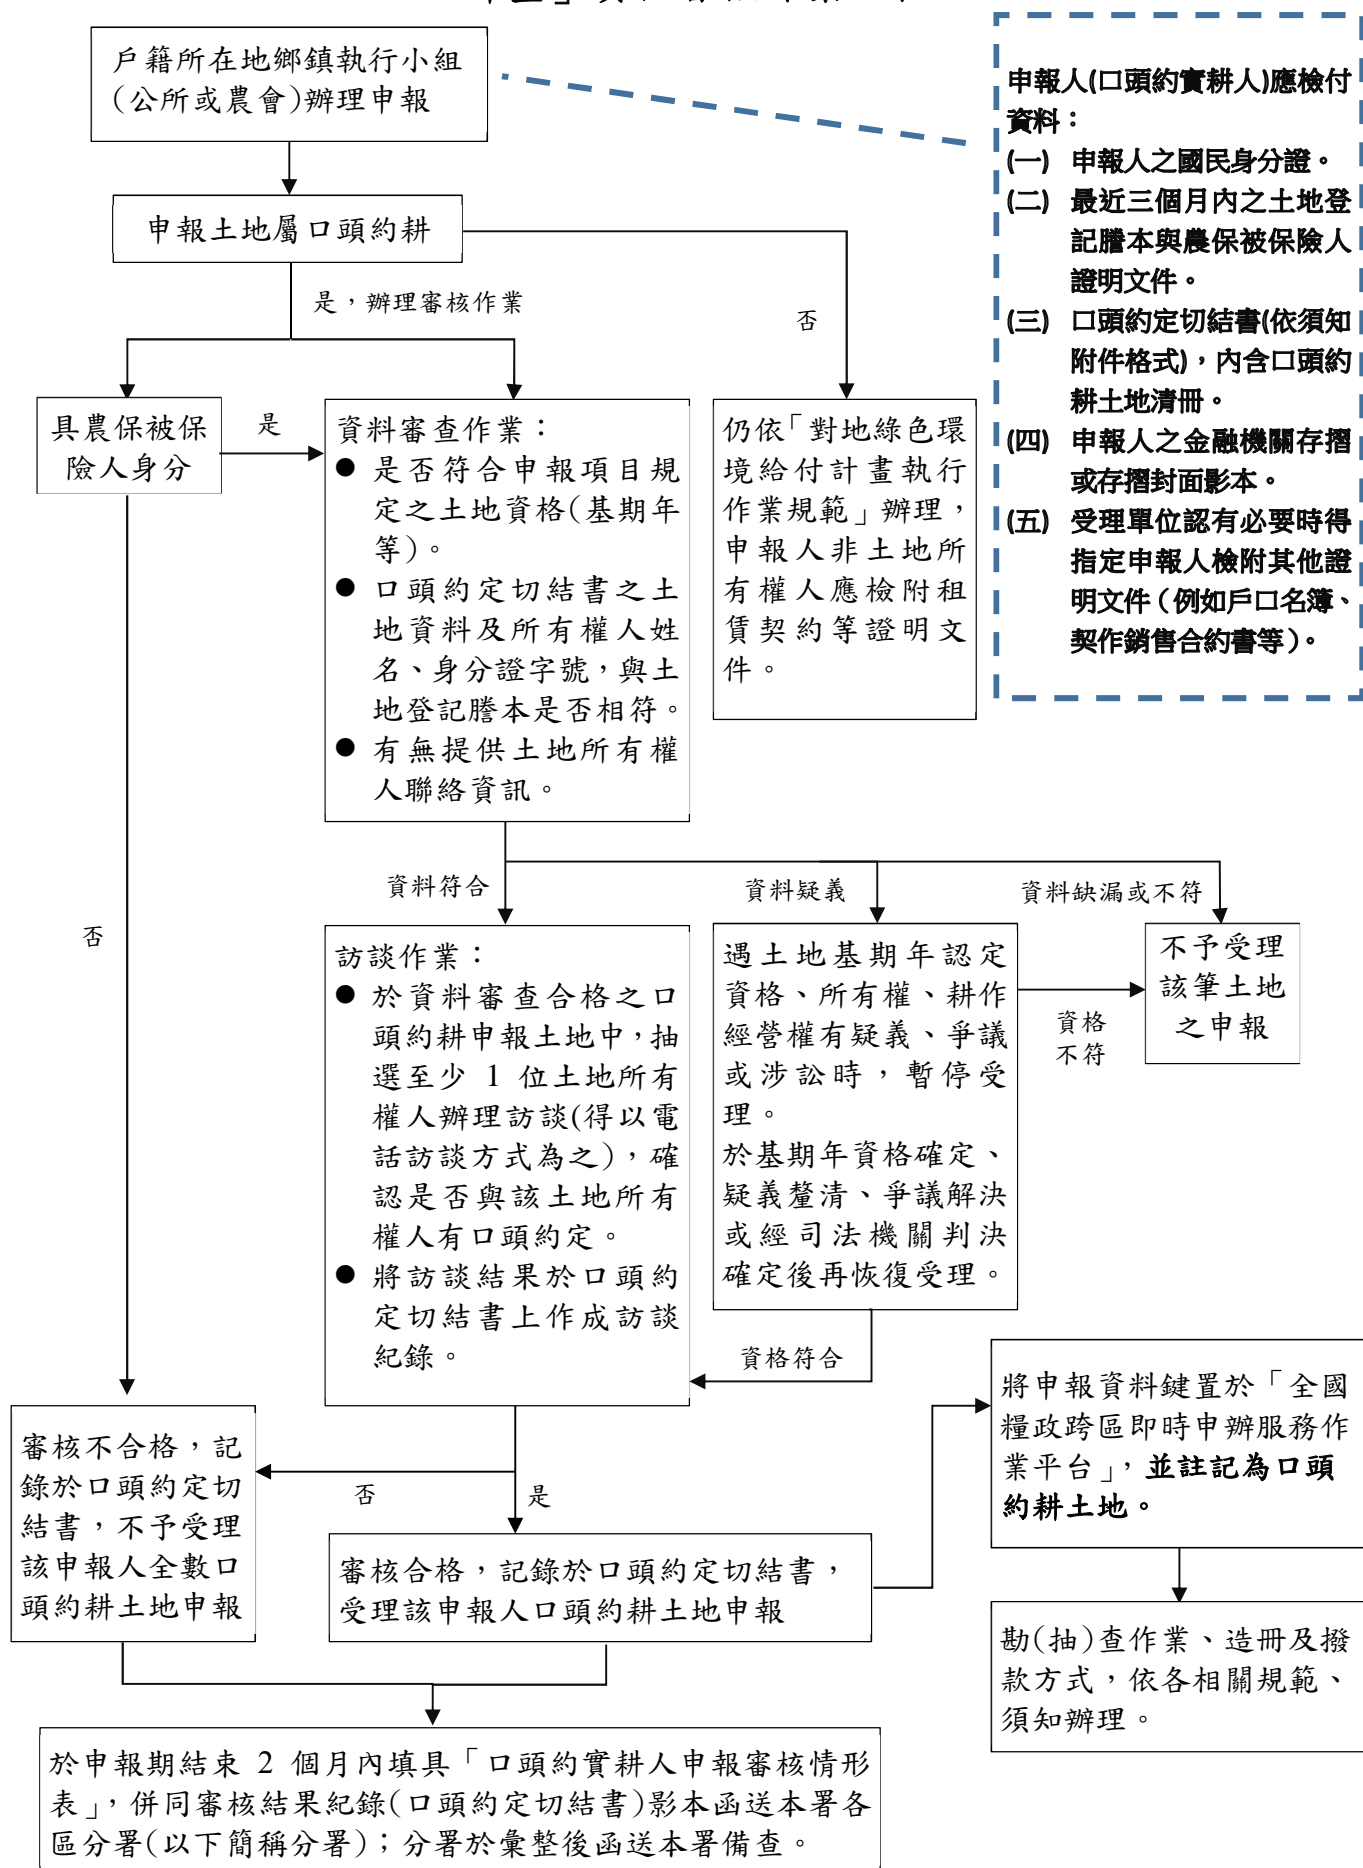 戶籍所在地鄉鎮執行小組
(公所或農會)辦理申報
申報土地屬口頭約耕
是，辦理審核作業
否
具農保被保
險人身分
是
資料審查作業：
● 是否符合申報項目規
定之土地資格(基期年
等)。
● 口頭約定切結書之土
地資料及所有權人姓
名、身分證字號，與土
地登記謄本是否相符。
● 有無提供土地所有權
人聯絡資訊。
仍依「對地綠色環
境給付計畫執行
作業規範」辦理，
申報人非土地所
有權人應檢附租
賃契約等證明文
件。
申報人(口頭約實耕人)應檢付
資料：
(一) 申報人之國民身分證。
(二) 最近三個月內之土地登
記謄本與農保被保險人
證明文件。
(三) 口頭約定切結書(依須知
附件格式)，內含口頭約
耕土地清冊。
(四) 申報人之金融機關存摺
或存摺封面影本。
(五) 受理單位認有必要時得
指定申報人檢附其他證
明文件（例如戶口名簿、
契作銷售合約書等）。
資料符合
資料疑義
資料缺漏或不符
否
訪談作業：
● 於資料審查合格之口
頭約耕申報土地中，抽
選至少 1 位土地所有
權人辦理訪談(得以電
話訪談方式為之)，確
認是否與該土地所有
權人有口頭約定。
● 將訪談結果於口頭約
定切結書上作成訪談
紀錄。
遇土地基期年認定
資格、所有權、耕作
經營權有疑義、爭議
或涉訟時，暫停受
理。
於基期年資格確定、
疑義釐清、爭議解決
或經司法機關判決
確定後再恢復受理。
資格
不符
不予受理
該筆土地
之申報
資格符合
審核不合格，記
錄於口頭約定切
結書，不予受理
該申報人全數口
頭約耕土地申報
否
是
審核合格，記錄於口頭約定切結書，
受理該申報人口頭約耕土地申報
將申報資料鍵置於「全國
糧政跨區即時申辦服務作
業平台」，並註記為口頭
約耕土地。
勘(抽)查作業、造冊及撥
款方式，依各相關規範、
須知辦理。
於申報期結束 2 個月內填具「口頭約實耕人申報審核情形
表」，併同審核結果紀錄(口頭約定切結書)影本函送本署各
區分署(以下簡稱分署)；分署於彙整後函送本署備查。